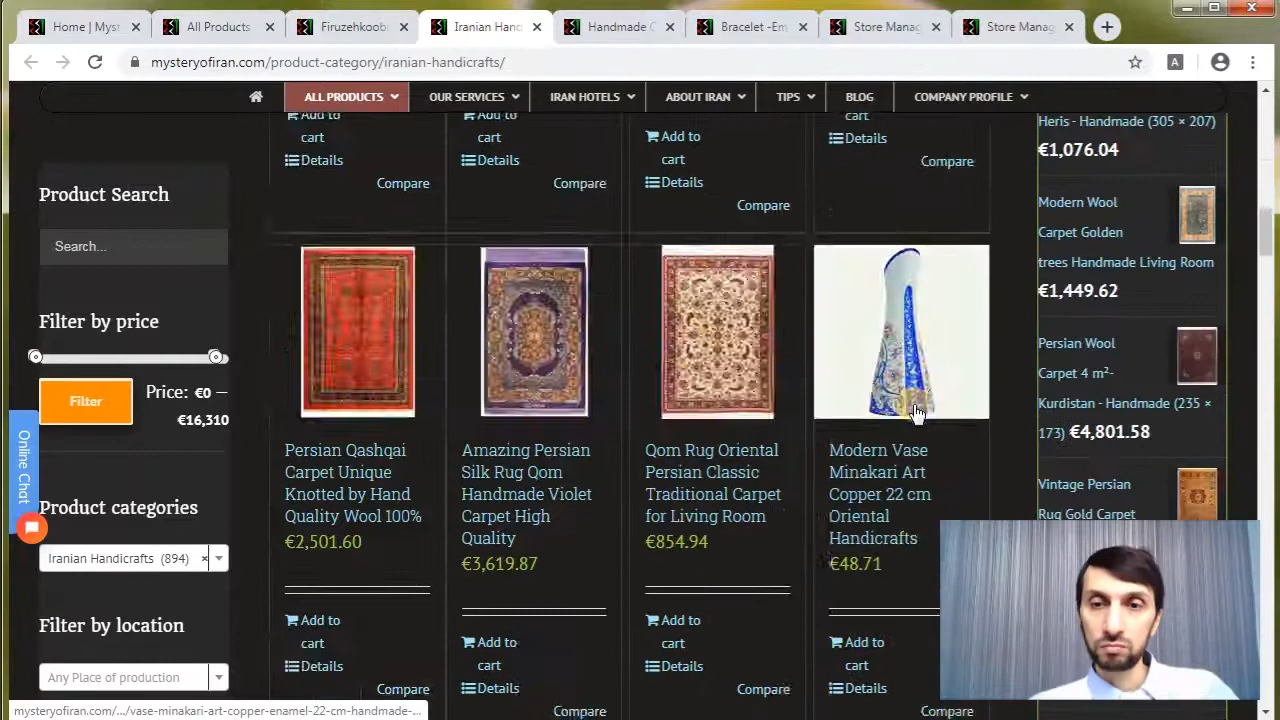 Home | Myst
All Products
Firuzehkoob
Iranian Hand
Handmade C
Bracelet -Em
Store Manag
Store Manag
mysteryofiran.com/product-category/iranian-handicrafts/
A
ALL PRODUCTS
OUR SERVICES
IRAN HOTELS
ABOUT IRAN
TIPS
BLOG
COMPANY PROFILE
Product Search
Search...
Filter by price
Filter
Price: €0 —
€16,310
Online Chat
Product categories
Iranian Handicrafts (894) ×
Filter by location
Any Place of production
Add to
cart
Details
Compare
Add to
cart
Details
Compare
Add to
cart
Details
Compare
cart
Details
Compare
Persian Qashqai
Carpet Unique
Knotted by Hand
Quality Wool 100%
€2,501.60
Add to
cart
Details
Compare
Amazing Persian
Silk Rug Qom
Handmade Violet
Carpet High
Quality
€3,619.87
Add to
cart
Details
Compare
Qom Rug Oriental
Persian Classic
Traditional Carpet
for Living Room
€854.94
Add to
cart
Details
Compare
Modern Vase
Minakari Art
Copper 22 cm
Oriental
Handicrafts
€48.71
Add to
cart
Details
Compare
Heris - Handmade (305 × 207)
€1,076.04
Modern Wool
Carpet Golden
trees Handmade Living Room
€1,449.62
Persian Wool
Carpet 4 m²-
Kurdistan - Handmade (235 ×
173) €4,801.58
Vintage Persian
Rug Gold Carpet
mysteryofiran.com/.../vase-minakari-art-copper-enamel-22-cm-handmade-...